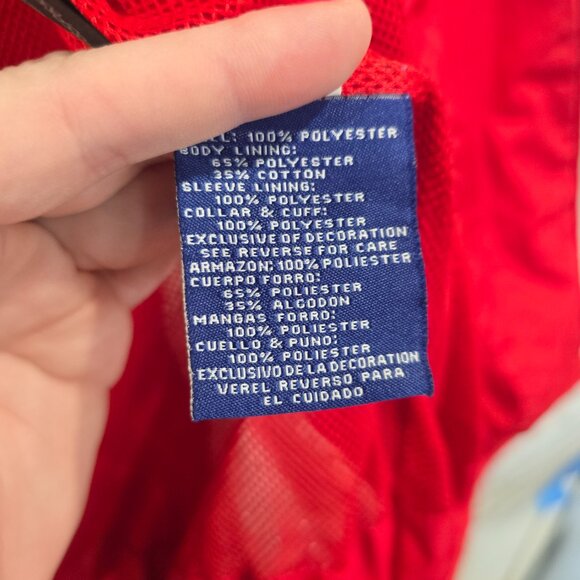 100% POLYESTER
BODY LINING:
65% POLYESTER
35% COTTON
SLEEVE LINING:
100% POLYESTER
COLLAR & CUFF:
100% POLYESTER
EXCLUSIVE OF DECORATION
SEE REVERSE FOR CARE
ARMAZON: 100% POLIESTER
CUERPO FORRO:
65% POLIESTER
35% ALGODON
MANGAS FORRO:
100% POLIESTER
CUELLO & PUNO:
100% POLIESTER
EXCLUSIVO DE LA DECORATION
VEREL REVERSO PARA
EL CUIDADO